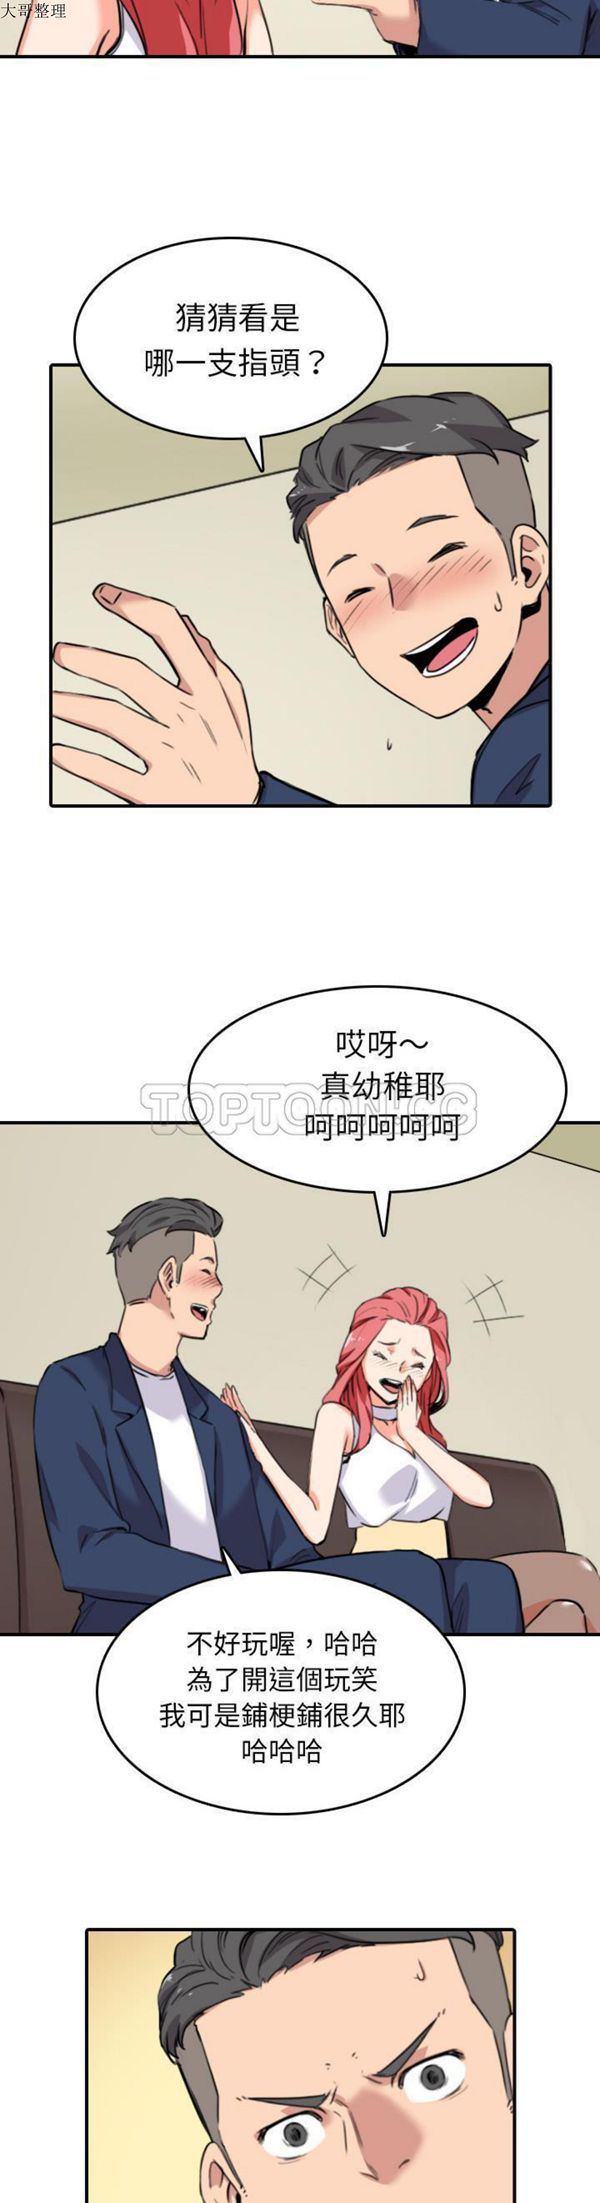 大哥整理
猜猜看是
哪一支指頭？
哎呀～
真幼稚耶
呵呵呵呵呵
TOPTOON.CC
不好玩喔，哈哈
為了開這個玩笑
我可是鋪梗鋪很久耶
哈哈哈